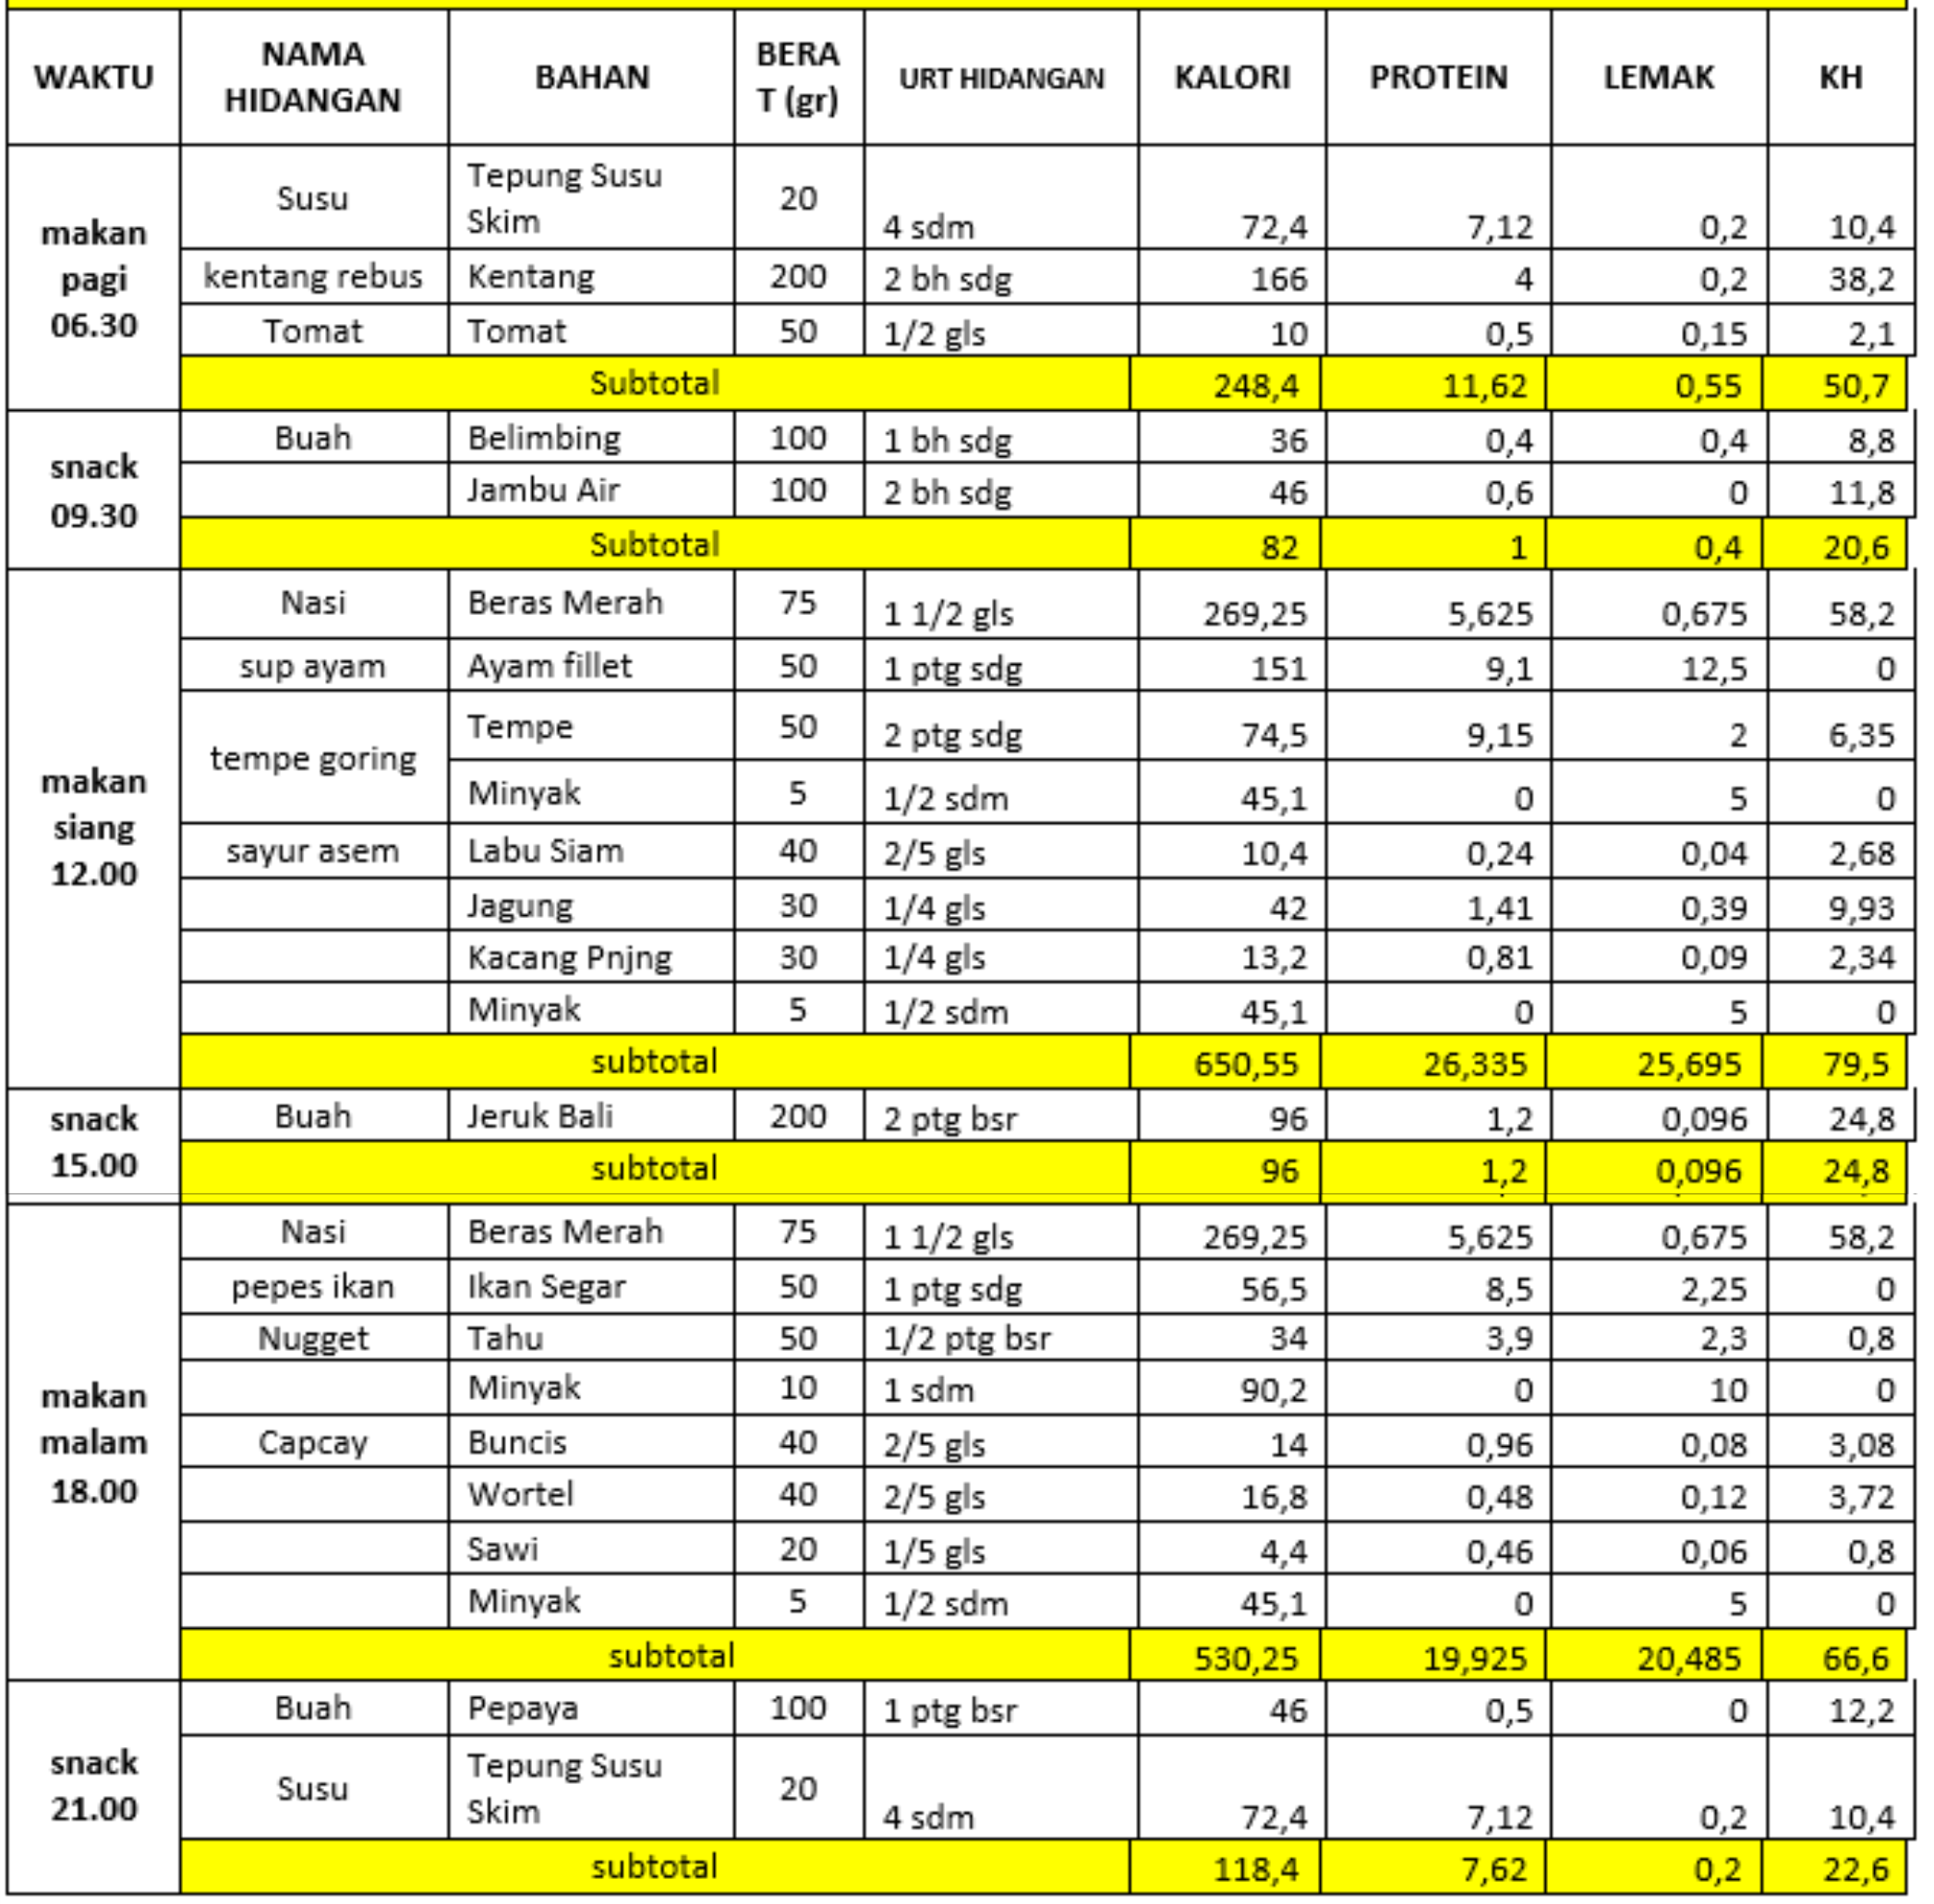 WAKTU NAMA HIDANGAN BAHAN BERA T (gr) URT HIDANGAN KALORI PROTEIN LEMAK KH
makan pagi 06.30
Susu Tepung Susu Skim 20 4 sdm 72,4 7,12 0,2 10,4
kentang rebus Kentang 200 2 bh sdg 166 4 0,2 38,2
Tomat Tomat 50 1/2 gls 10 0,5 0,15 2,1
Subtotal 248,4 11,62 0,55 50,7
snack 09.30
Buah Belimbing 100 1 bh sdg 36 0,4 0,4 8,8
Jambu Air 100 2 bh sdg 46 0,6 0 11,8
Subtotal 82 1 0,4 20,6
makan siang 12.00
Nasi Beras Merah 75 1 1/2 gls 269,25 5,625 0,675 58,2
sup ayam Ayam fillet 50 1 ptg sdg 151 9,1 12,5 0
tempe goring Tempe 50 2 ptg sdg 74,5 9,15 2 6,35
Minyak 5 1/2 sdm 45,1 0 5 0
sayur asem Labu Siam 40 2/5 gls 10,4 0,24 0,04 2,68
Jagung 30 1/4 gls 42 1,41 0,39 9,93
Kacang Pnjng 30 1/4 gls 13,2 0,81 0,09 2,34
Minyak 5 1/2 sdm 45,1 0 5 0
subtotal 650,55 26,335 25,695 79,5
snack 15.00
Buah Jeruk Bali 200 2 ptg bsr 96 1,2 0,096 24,8
subtotal 96 1,2 0,096 24,8
makan malam 18.00
Nasi Beras Merah 75 1 1/2 gls 269,25 5,625 0,675 58,2
pepes ikan Ikan Segar 50 1 ptg sdg 56,5 8,5 2,25 0
Nugget Tahu 50 1/2 ptg bsr 34 3,9 2,3 0,8
Minyak 10 1 sdm 90,2 0 10 0
Capcay Buncis 40 2/5 gls 14 0,96 0,08 3,08
Wortel 40 2/5 gls 16,8 0,48 0,12 3,72
Sawi 20 1/5 gls 4,4 0,46 0,06 0,8
Minyak 5 1/2 sdm 45,1 0 5 0
subtotal 530,25 19,925 20,485 66,6
snack 21.00
Buah Pepaya 100 1 ptg bsr 46 0,5 0 12,2
Susu Tepung Susu Skim 20 4 sdm 72,4 7,12 0,2 10,4
subtotal 118,4 7,62 0,2 22,6